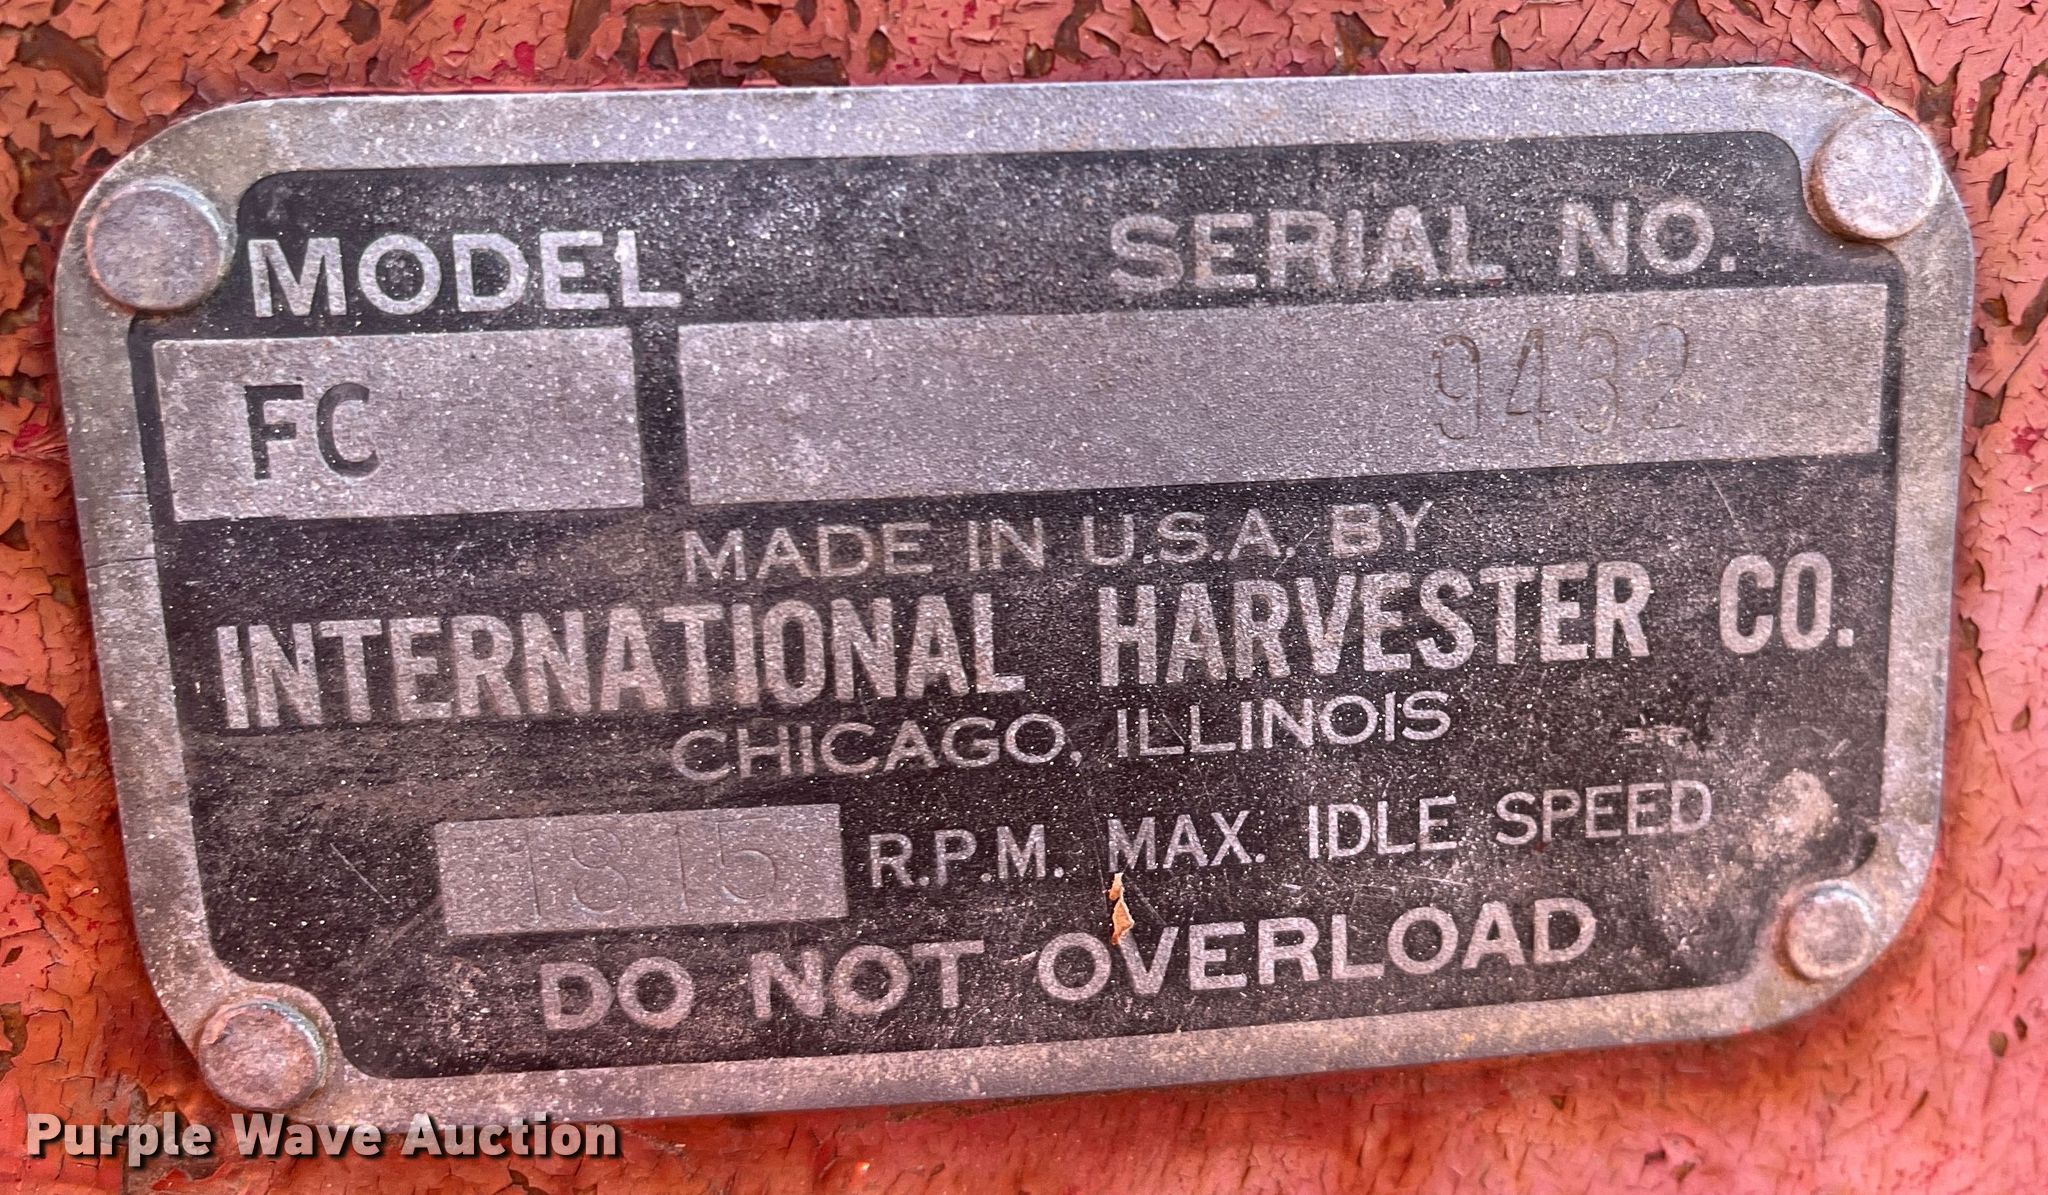 MODEL SERIAL NO.
FC 9432
MADE IN U.S.A. BY
INTERNATIONAL HARVESTER CO.
CHICAGO, ILLINOIS
1815 R.P.M. MAX. IDLE SPEED
DO NOT OVERLOAD
Purple Wave Auction